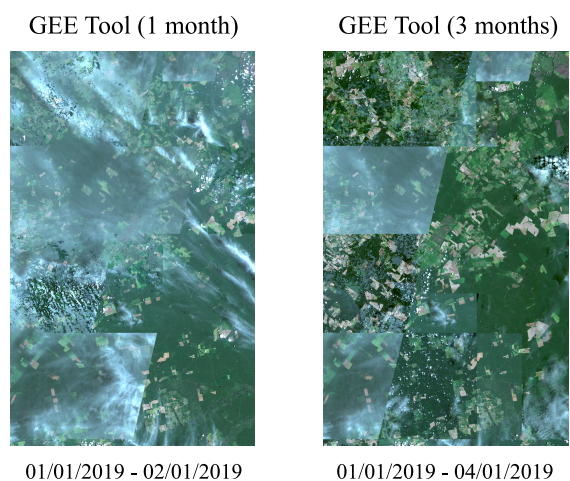 GEE Tool (1 month)
GEE Tool (3 months)
01/01/2019 - 02/01/2019
01/01/2019 - 04/01/2019